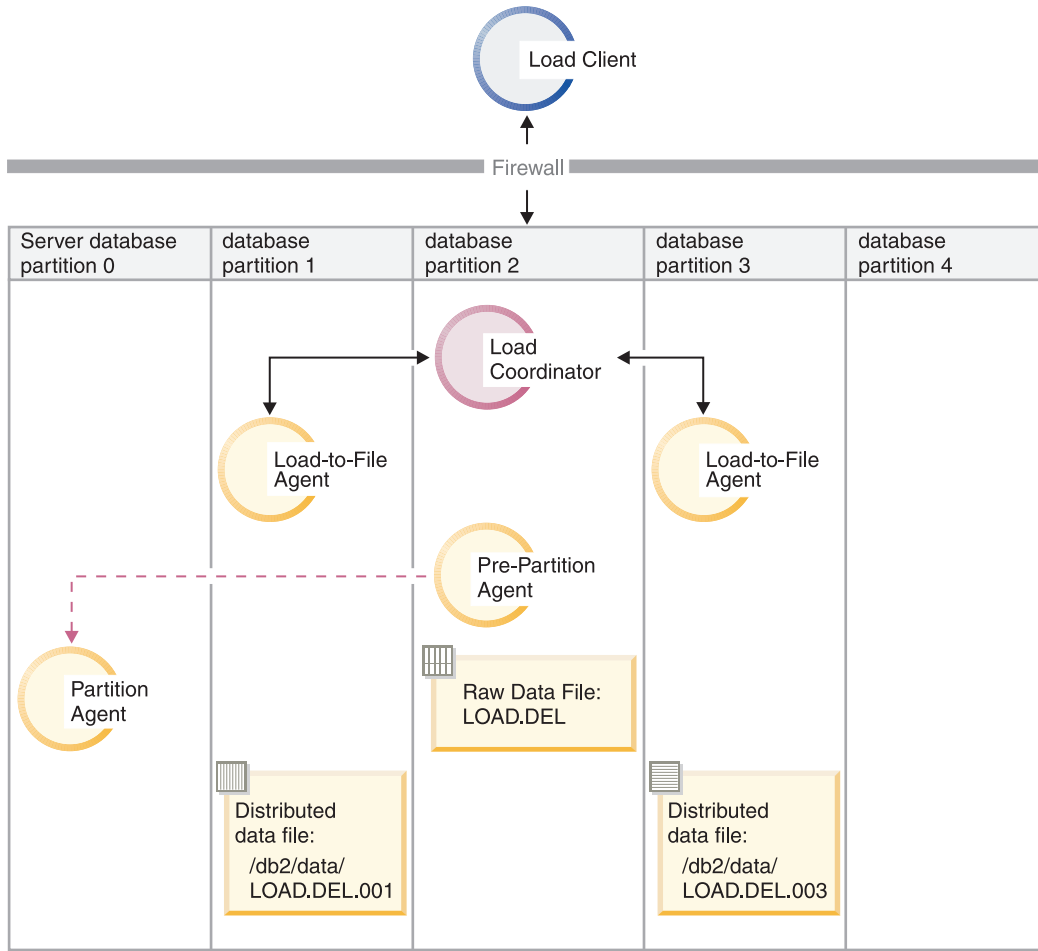 Load Client
Firewall
Server database
partition 0
database
partition 1
database
partition 2
database
partition 3
database
partition 4
Load
Coordinator
Load-to-File
Agent
Load-to-File
Agent
Pre-Partition
Agent
Partition
Agent
Raw Data File:
LOAD.DEL
Distributed
data file:
/db2/data/
LOAD.DEL.001
Distributed
data file:
/db2/data/
LOAD.DEL.003